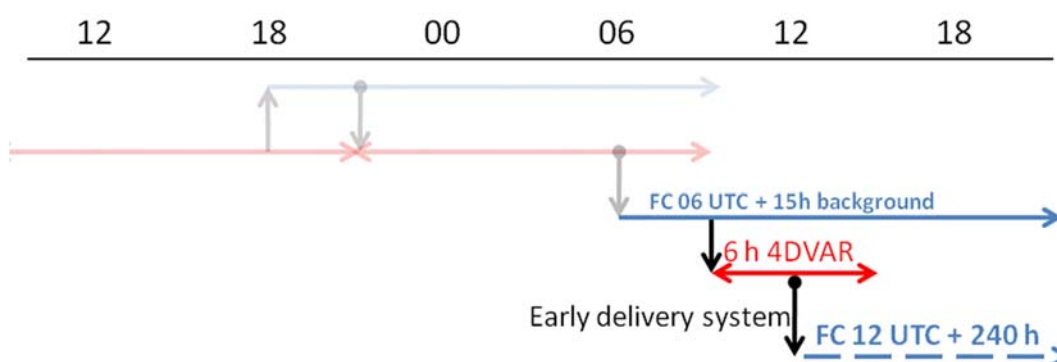 12 18 00 06 12 18
FC 06 UTC + 15h background
6 h 4DVAR
Early delivery system
FC 12 UTC + 240 h